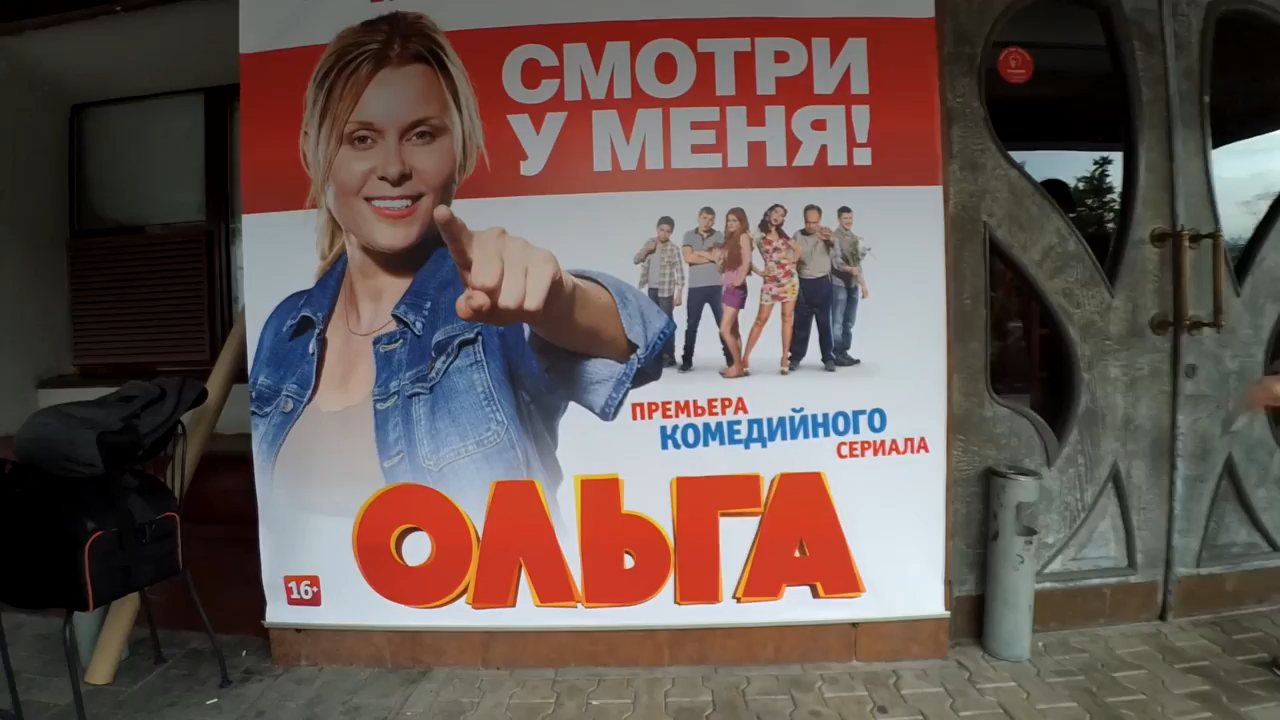 СМОТРИ
У МЕНЯ!
ПРЕМЬЕРА
КОМЕДИЙНОГО
СЕРИАЛА
ОЛЬГА
16+